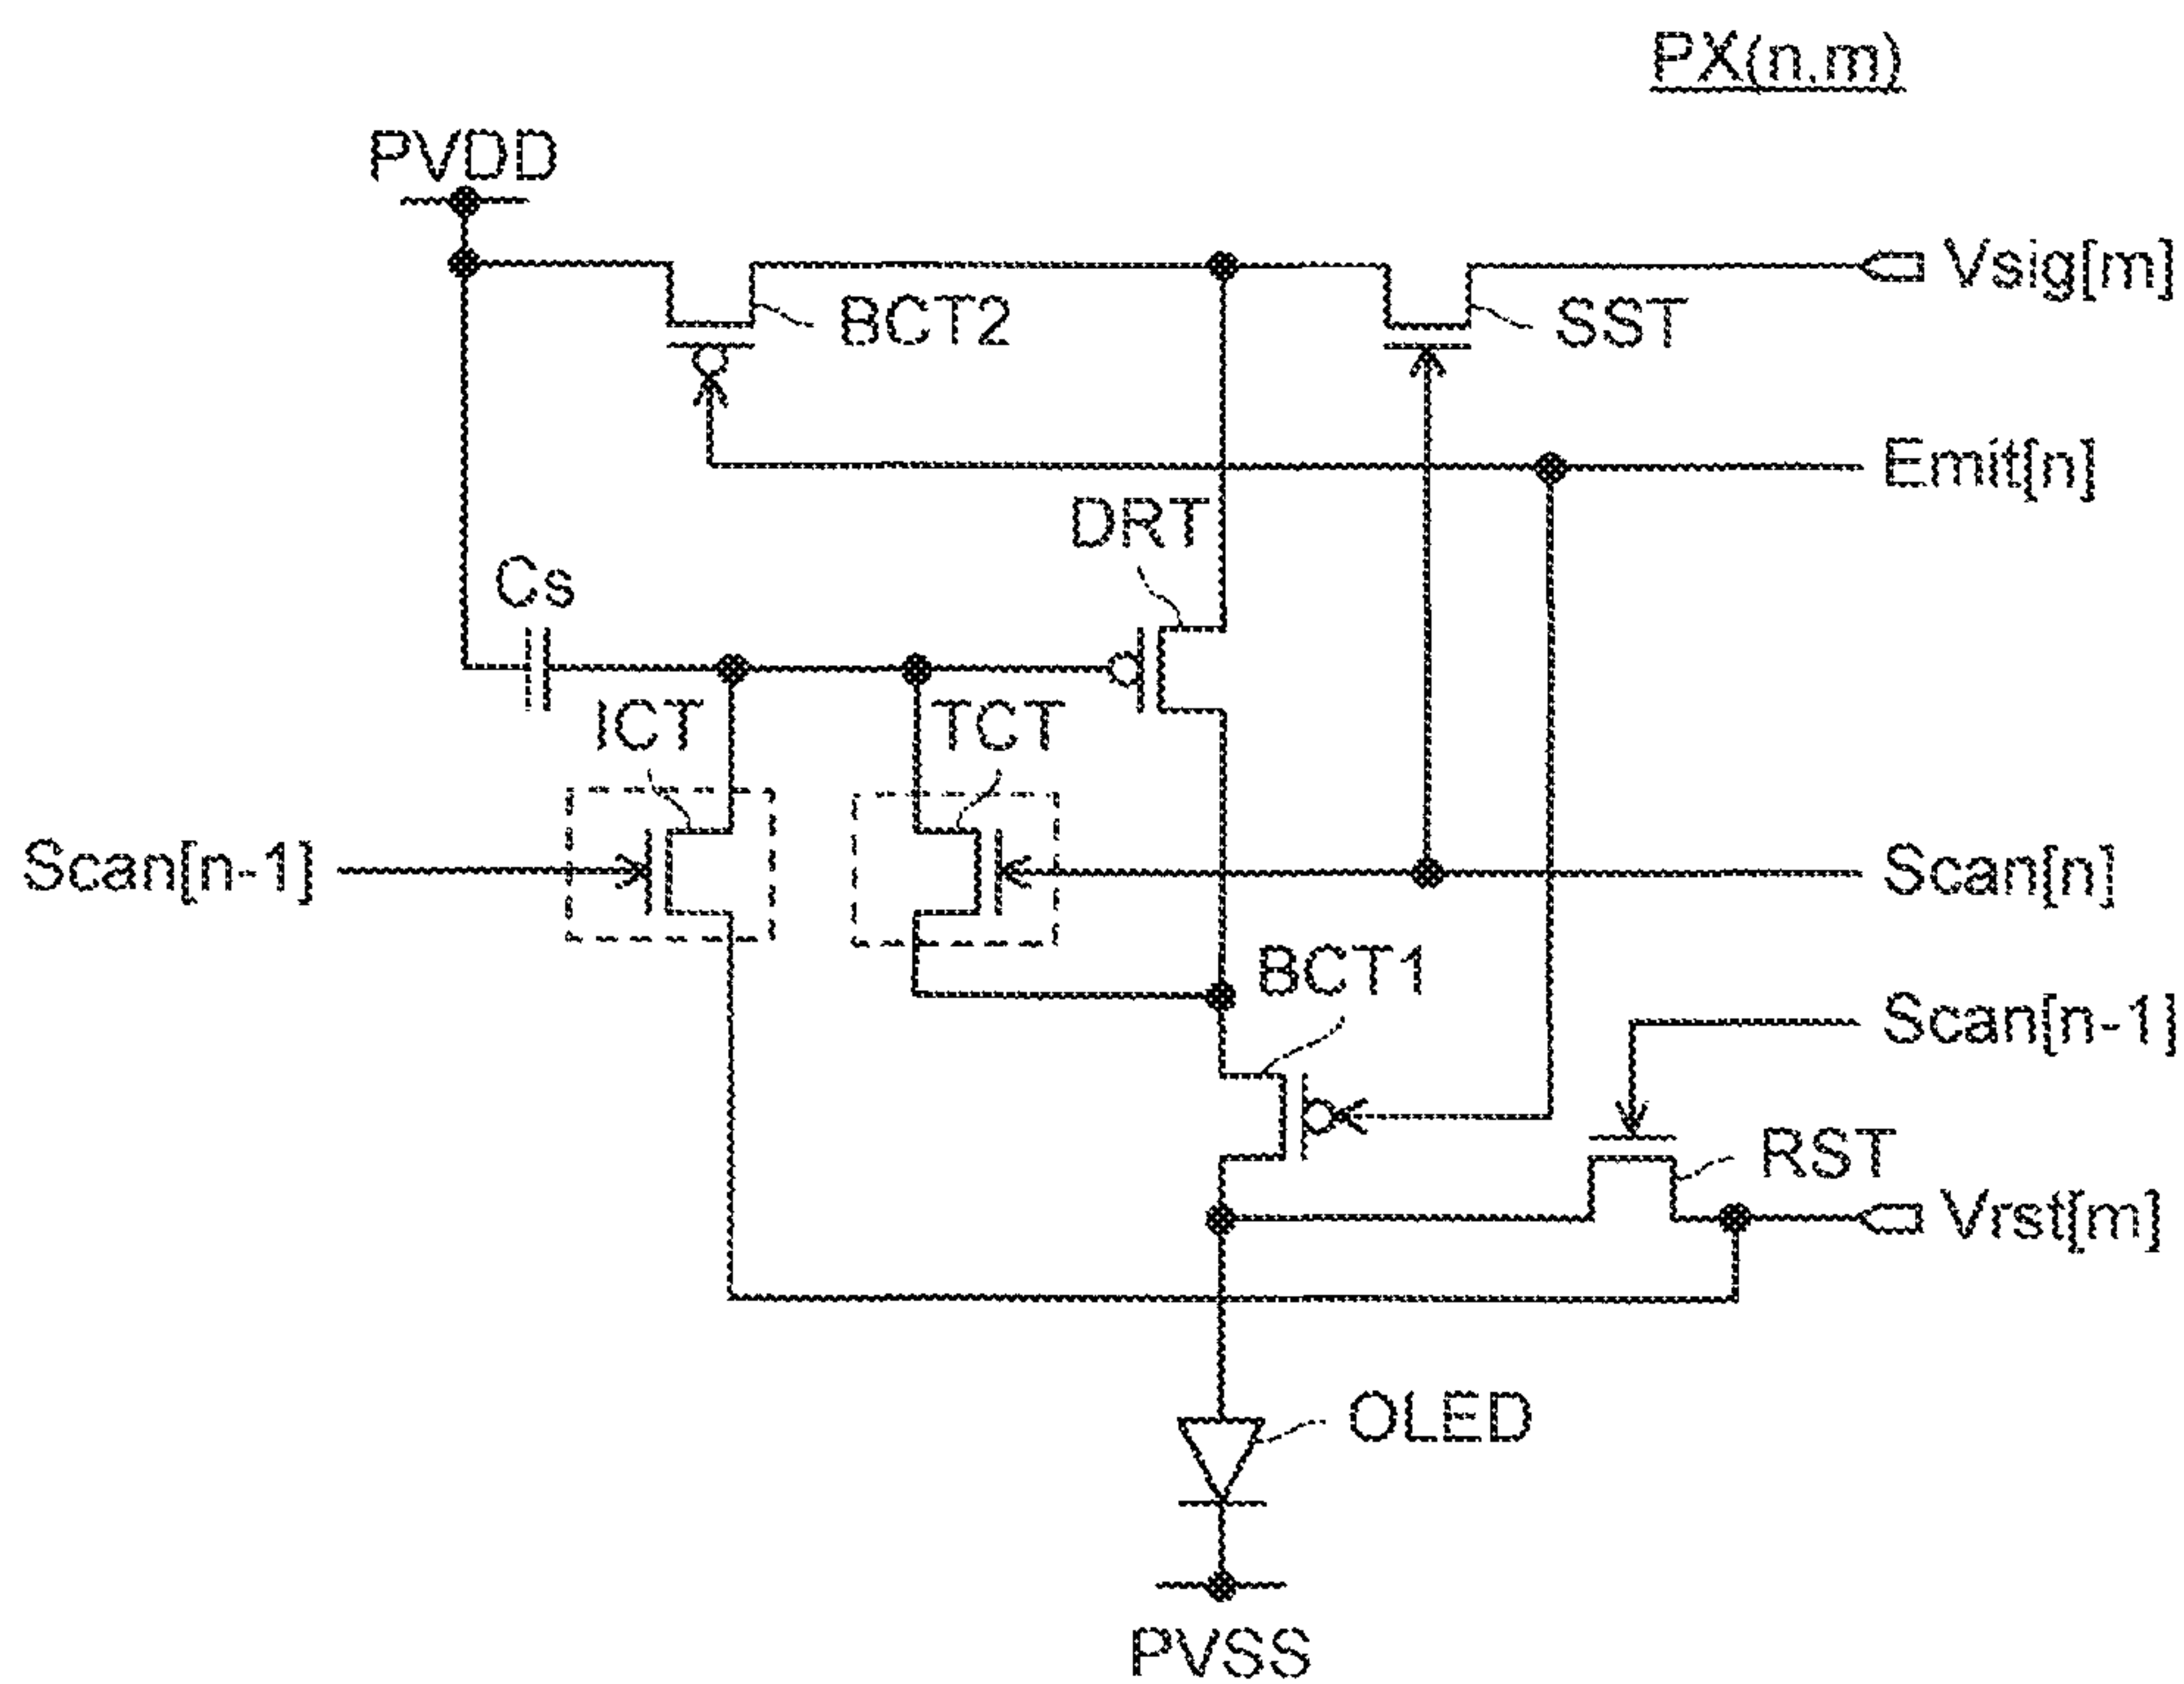 PX(n.m)
PVDD
Vsig[m]
BCT2
SST
Emit[n]
DRT
Cs
ICT
TCT
Scan[n-1]
Scan[n]
BCT1
Scan[n-1]
RST
Vrst[m]
OLED
PVSS